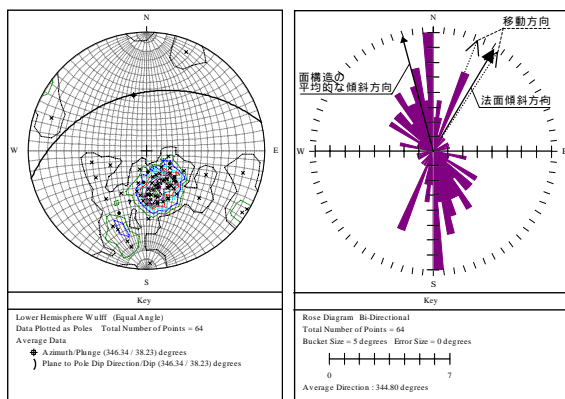 N
W
E
S
Key
Lower Hemisphere Wulff (Equal Angle)
Data Plotted as Poles Total Number of Points = 64
Average Data
Azimuth/Plunge (346.34 / 38.23) degrees
Plane to Pole Dip Direction/Dip (346.34 / 38.23) degrees
N
移動方向
面構造の
平均的な傾斜方向
法面傾斜方向
W
E
S
Key
Rose Diagram Bi-Directional
Total Number of Points = 64
Bucket Size = 5 degrees Error Size = 0 degrees
0 7
Average Direction : 344.80 degrees